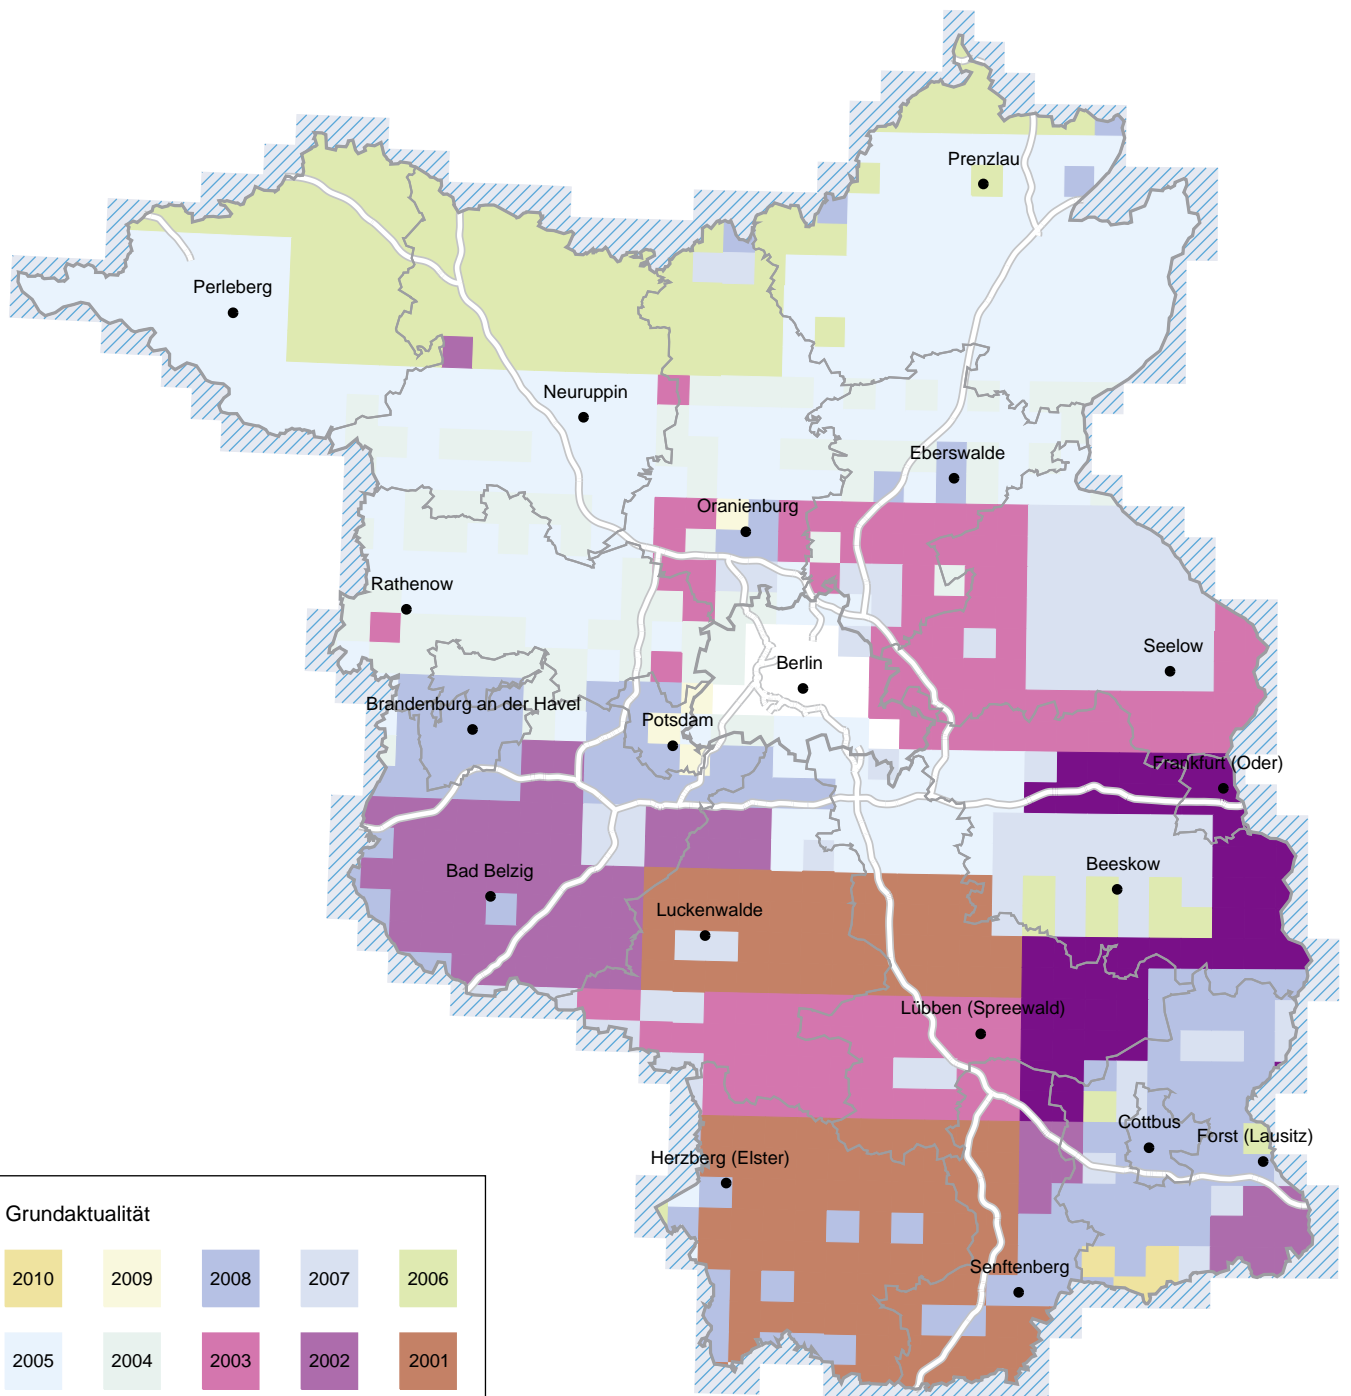 Prenzlau
Perleberg
Neuruppin
Eberswalde
Oranienburg
Rathenow
Seelow
Berlin
Brandenburg an der Havel
Potsdam
Frankfurt (Oder)
Beeskow
Bad Belzig
Luckenwalde
Lübben (Spreewald)
Cottbus
Forst (Lausitz)
Herzberg (Elster)
Senftenberg
Grundaktualität
2010 2009 2008 2007 2006
2005 2004 2003 2002 2001